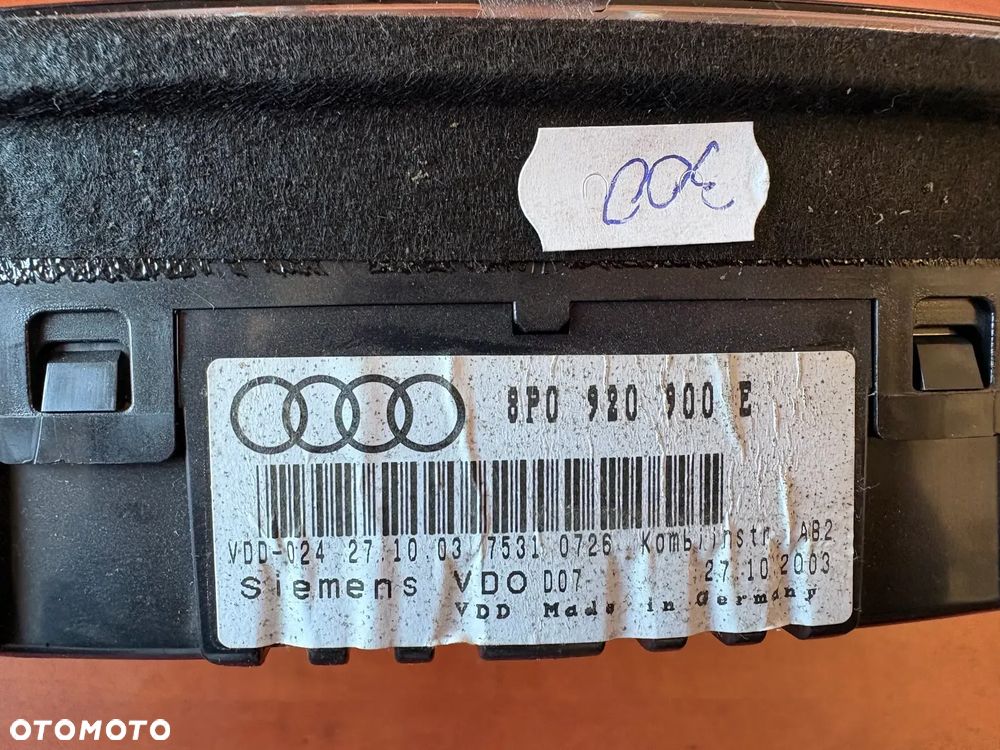 300
8P0 920 900 E
VDD-024 27 10 03 7531 0726 Kombiinstr. AB2
Siemens VDO D07 27.10.2003
VDD Made in Germany
OTOMOTO